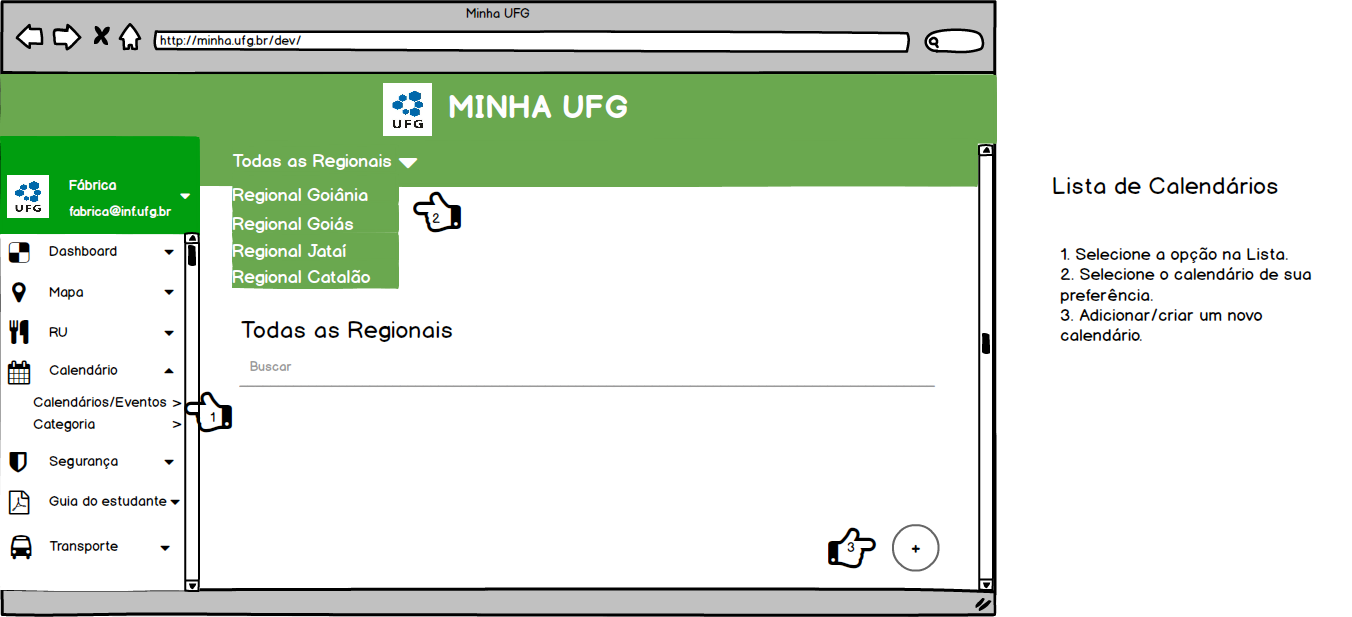 Minha UFG
http://minha.ufg.br/dev/
UFG
MINHA UFG
UFG
Fábrica
fabrica@inf.ufg.br
Dashboard
Mapa
RU
Calendário
Calendários/Eventos >
Categoria >
Segurança
Guia do estudante
Transporte
Todas as Regionais
Regional Goiânia
Regional Goiás
Regional Jataí
Regional Catalão
2
Todas as Regionais
Buscar
1
3
+
Lista de Calendários
1. Selecione a opção na Lista.
2. Selecione o calendário de sua
preferência.
3. Adicionar/criar um novo
calendário.